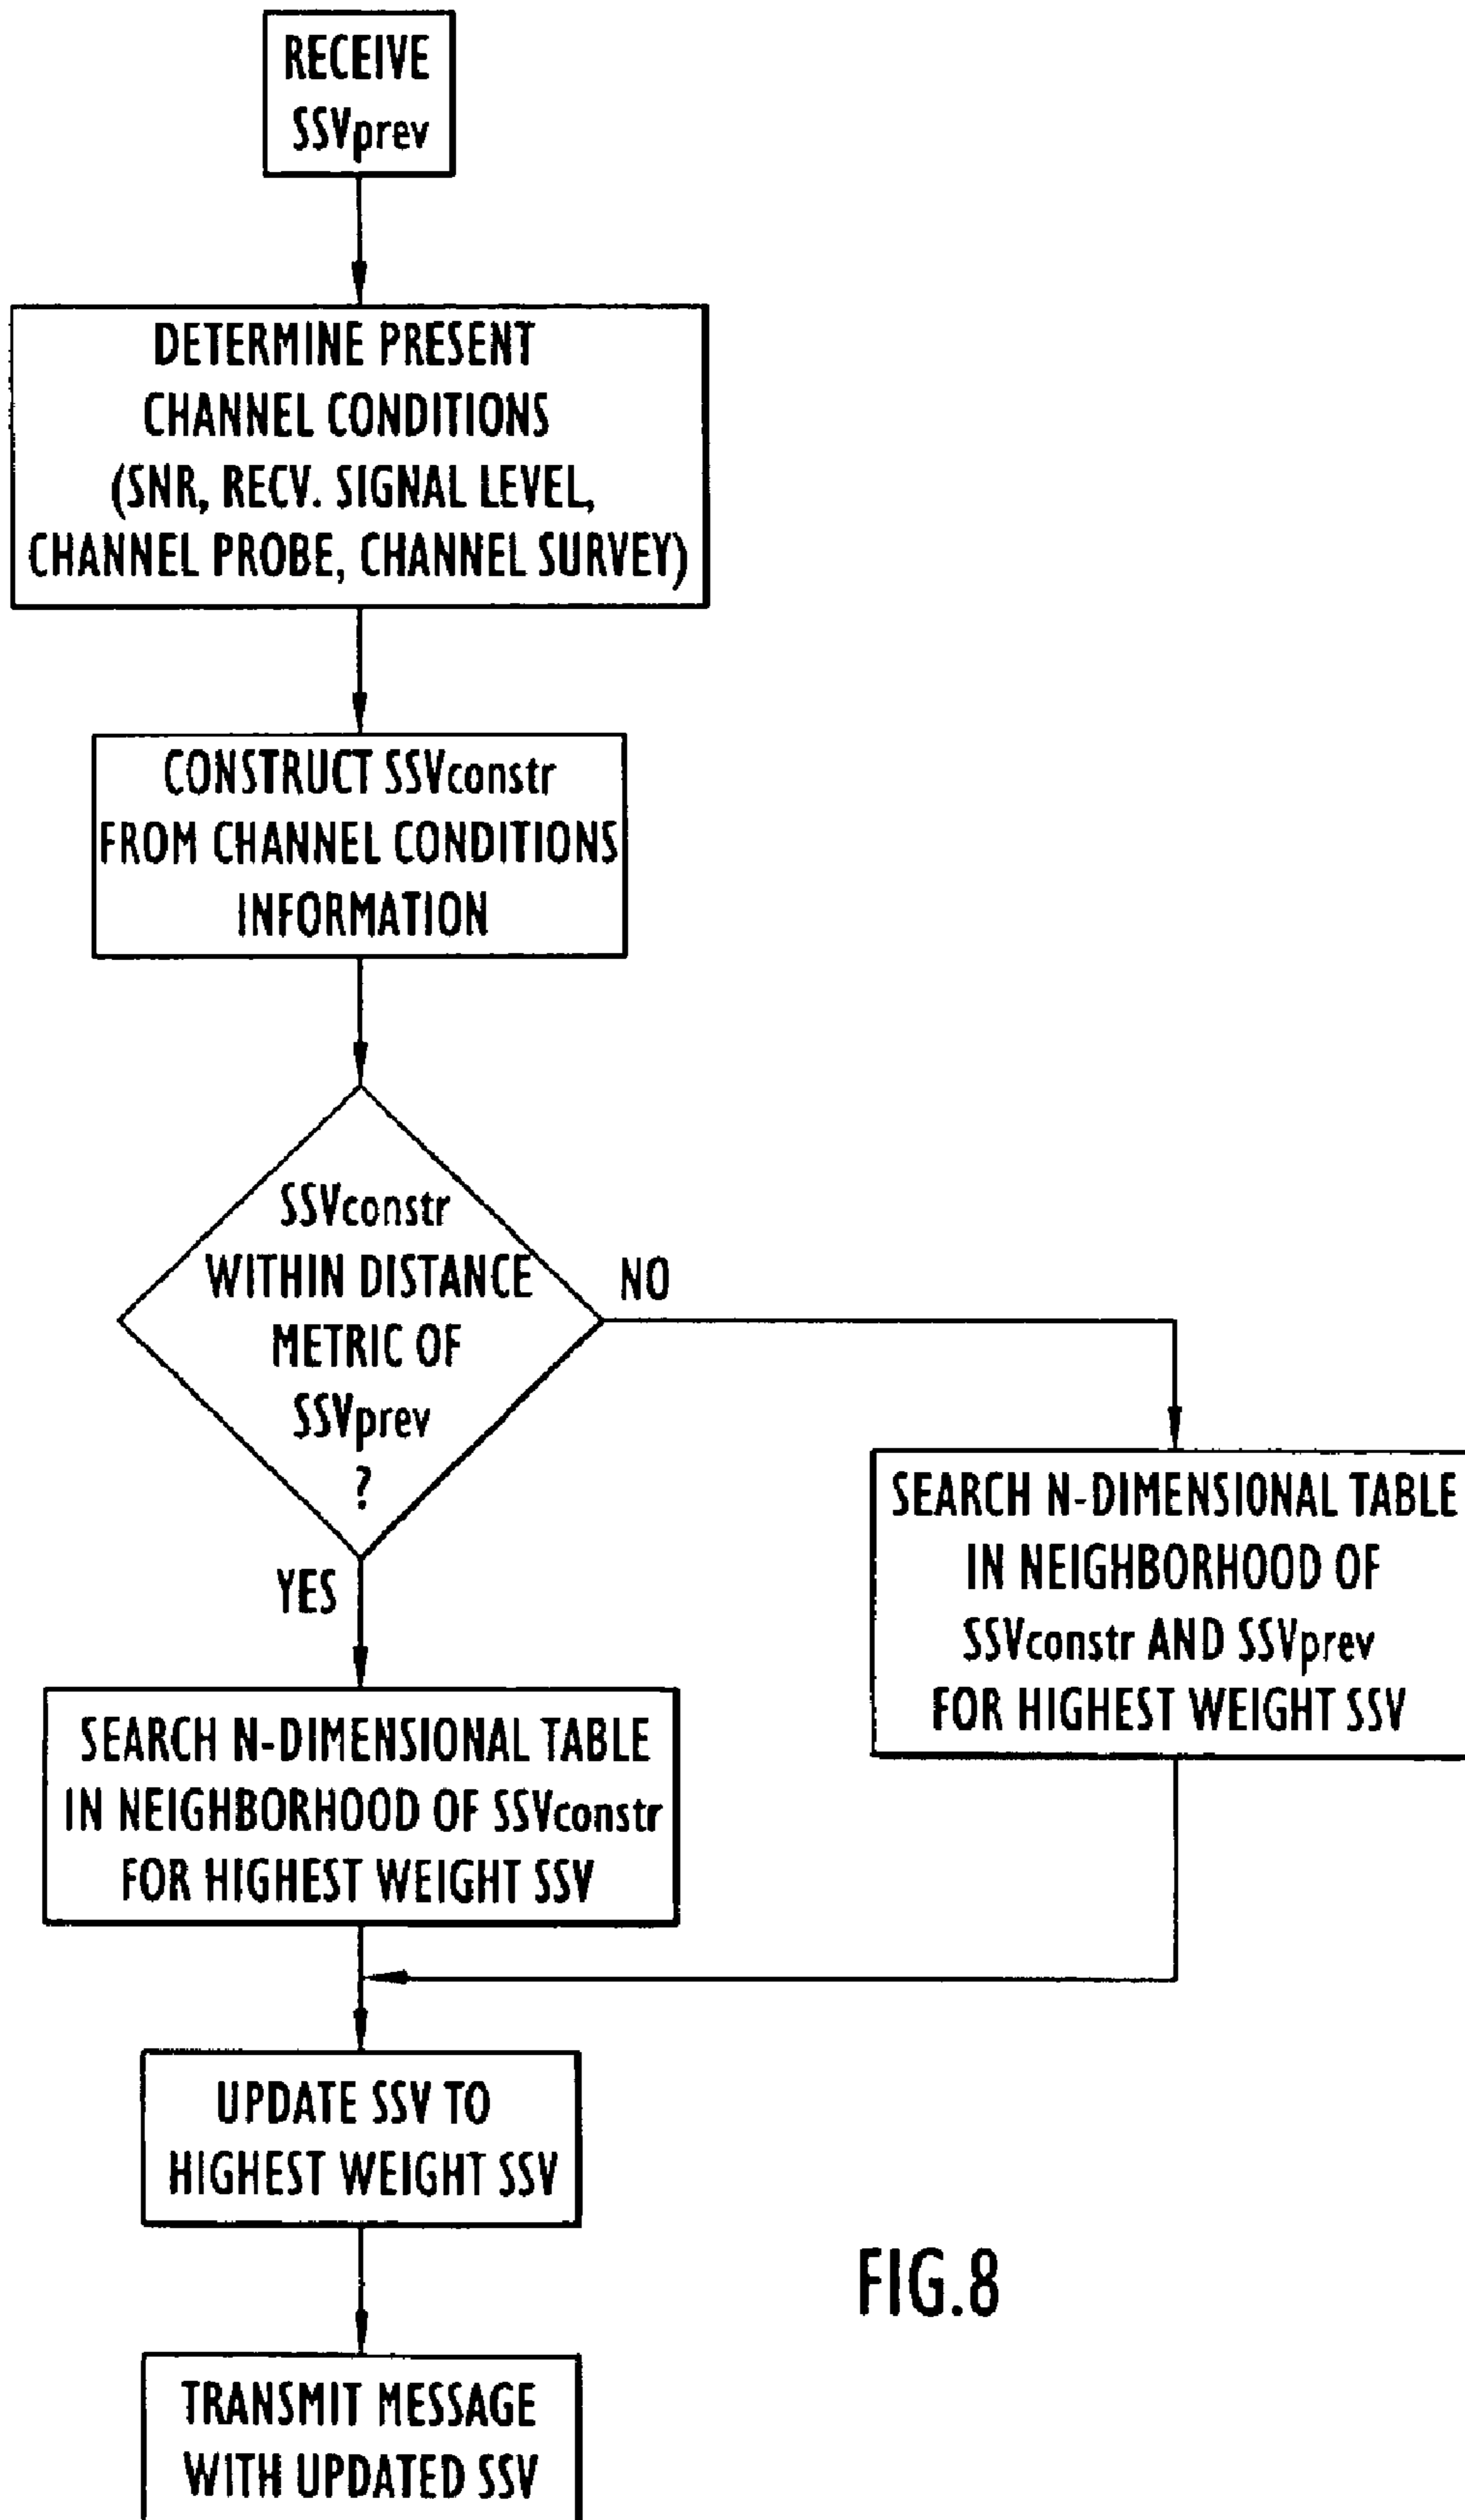 RECEIVE
SSVprev
DETERMINE PRESENT
CHANNEL CONDITIONS
(SNR, RECV. SIGNAL LEVEL,
CHANNEL PROBE, CHANNEL SURVEY)
CONSTRUCT SSVconstr
FROM CHANNEL CONDITIONS
INFORMATION
SSVconstr
WITHIN DISTANCE
METRIC OF
SSVprev
?
NO
YES
SEARCH N-DIMENSIONAL TABLE
IN NEIGHBORHOOD OF
SSVconstr AND SSVprev
FOR HIGHEST WEIGHT SSV
SEARCH N-DIMENSIONAL TABLE
IN NEIGHBORHOOD OF SSVconstr
FOR HIGHEST WEIGHT SSV
UPDATE SSV TO
HIGHEST WEIGHT SSV
TRANSMIT MESSAGE
WITH UPDATED SSV
FIG.8